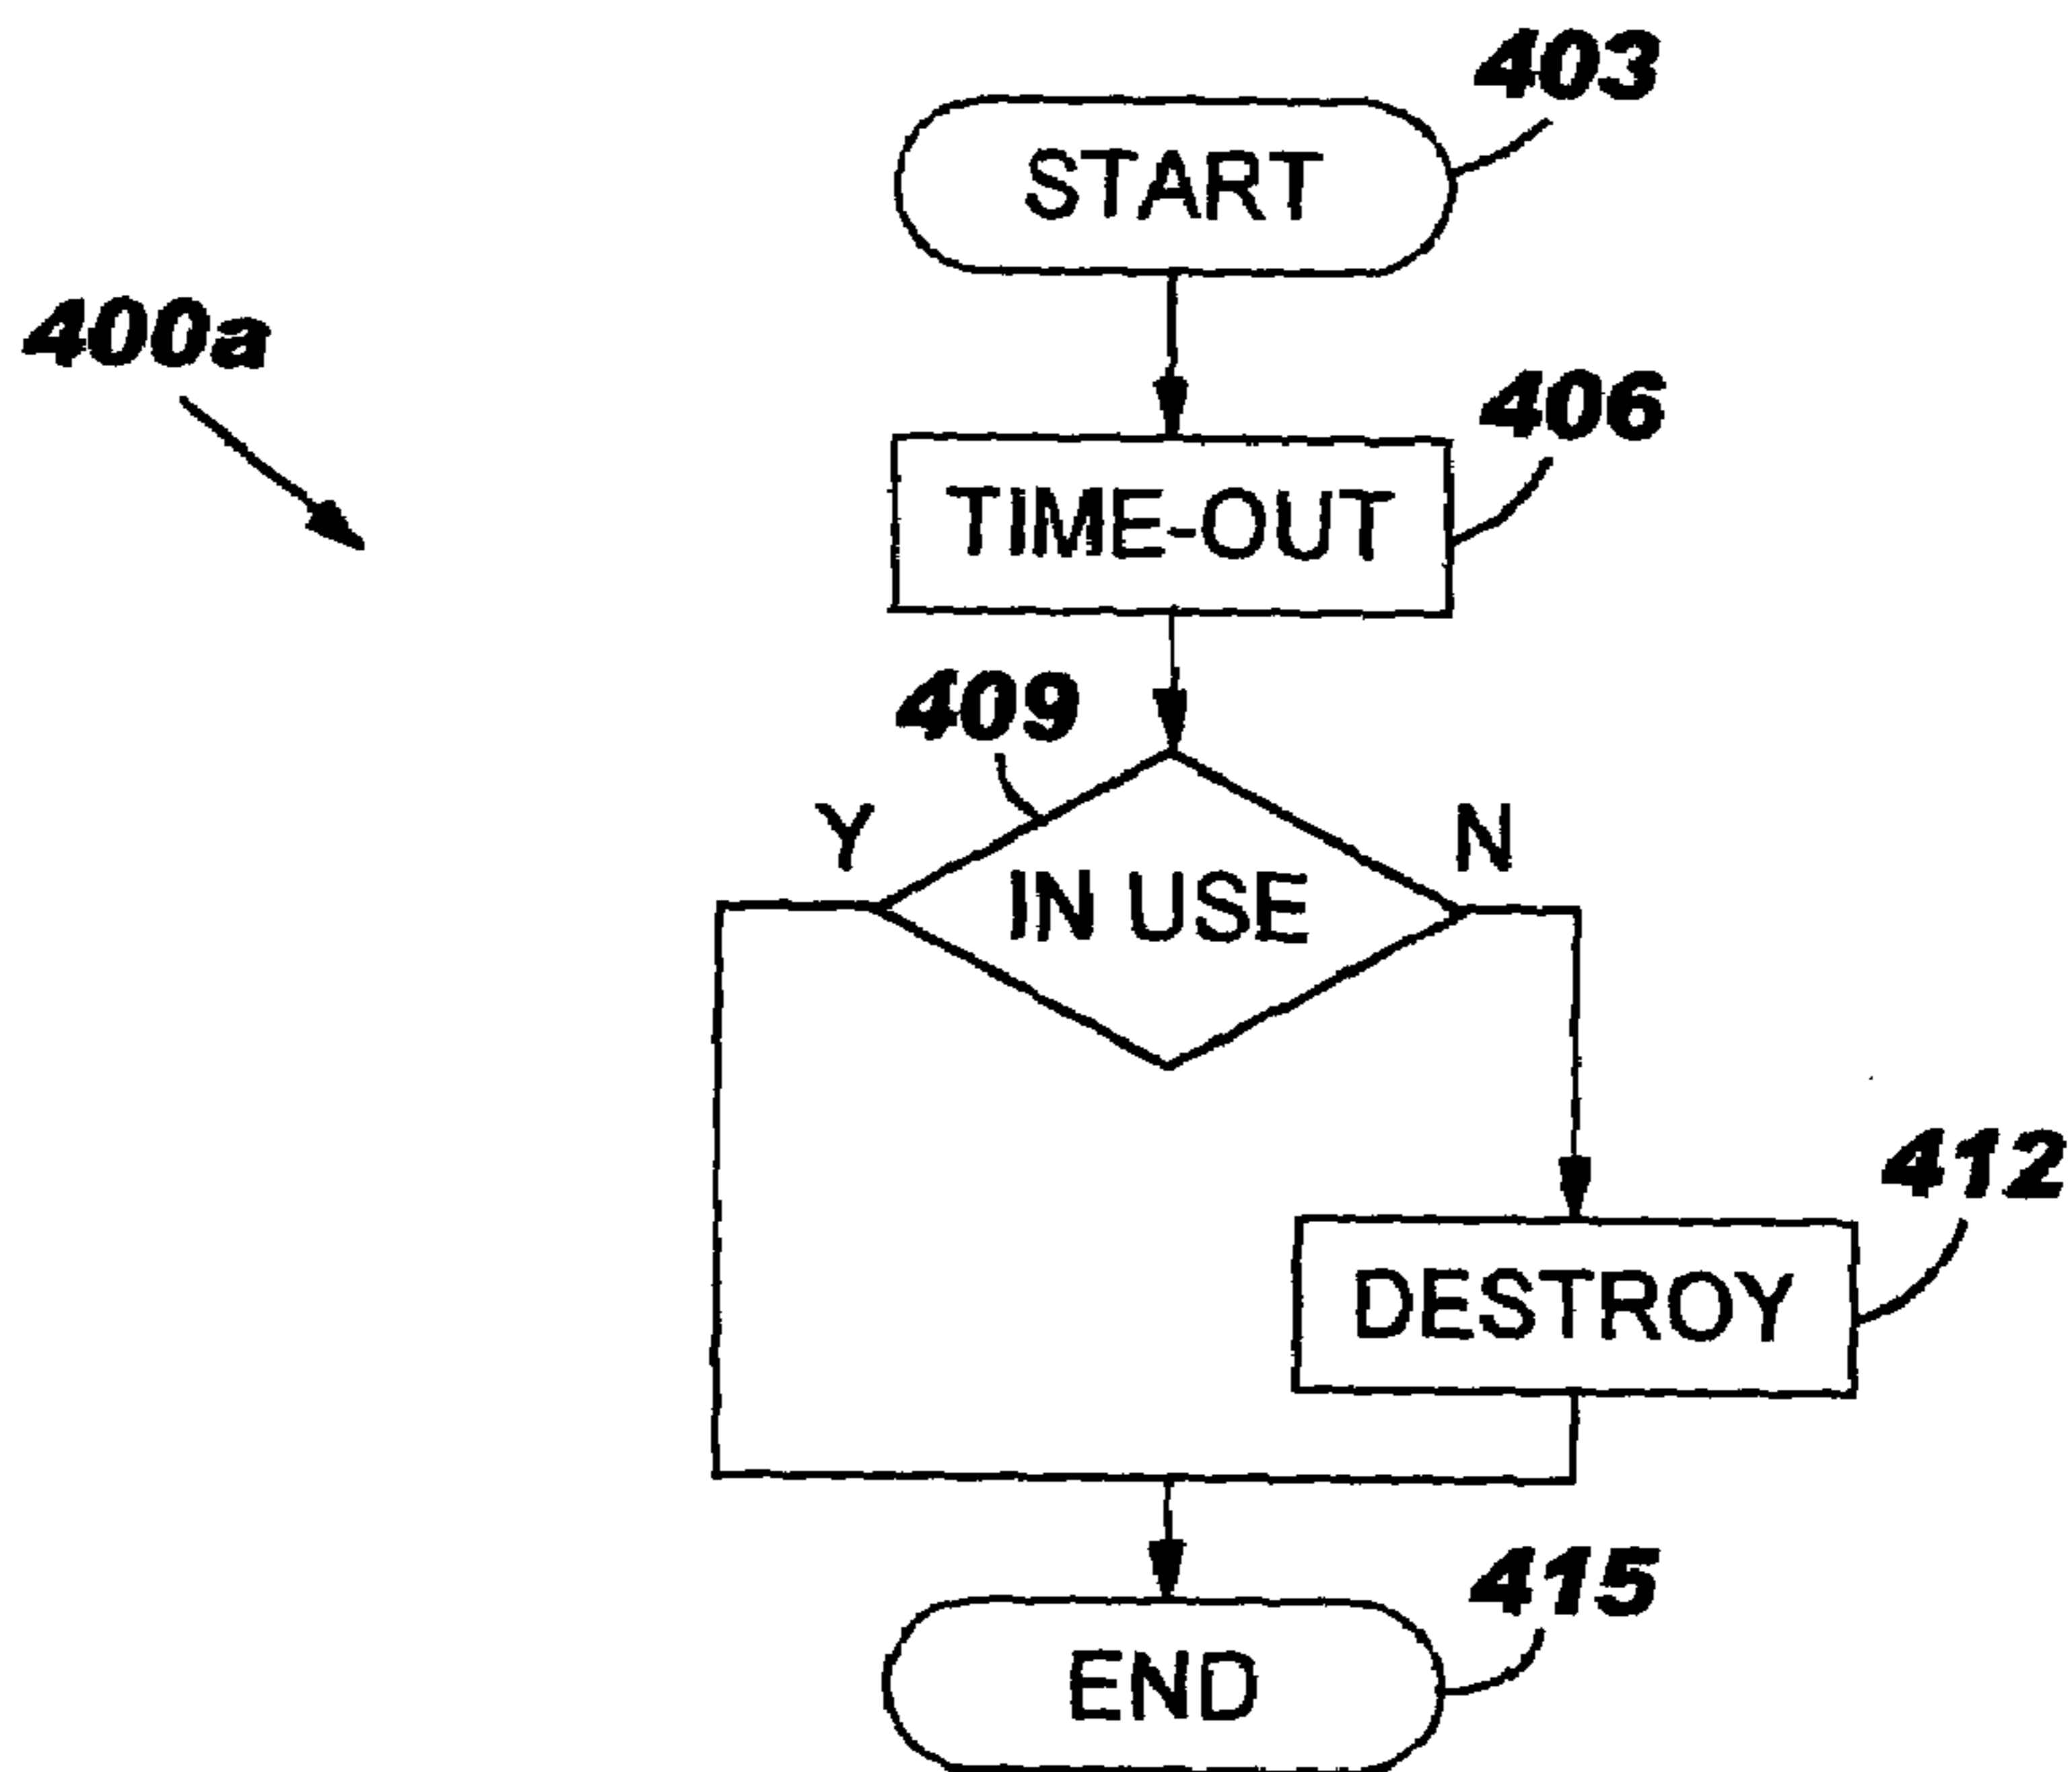 403
START
400a
406
TIME-OUT
409
Y
N
IN USE
412
DESTROY
415
END